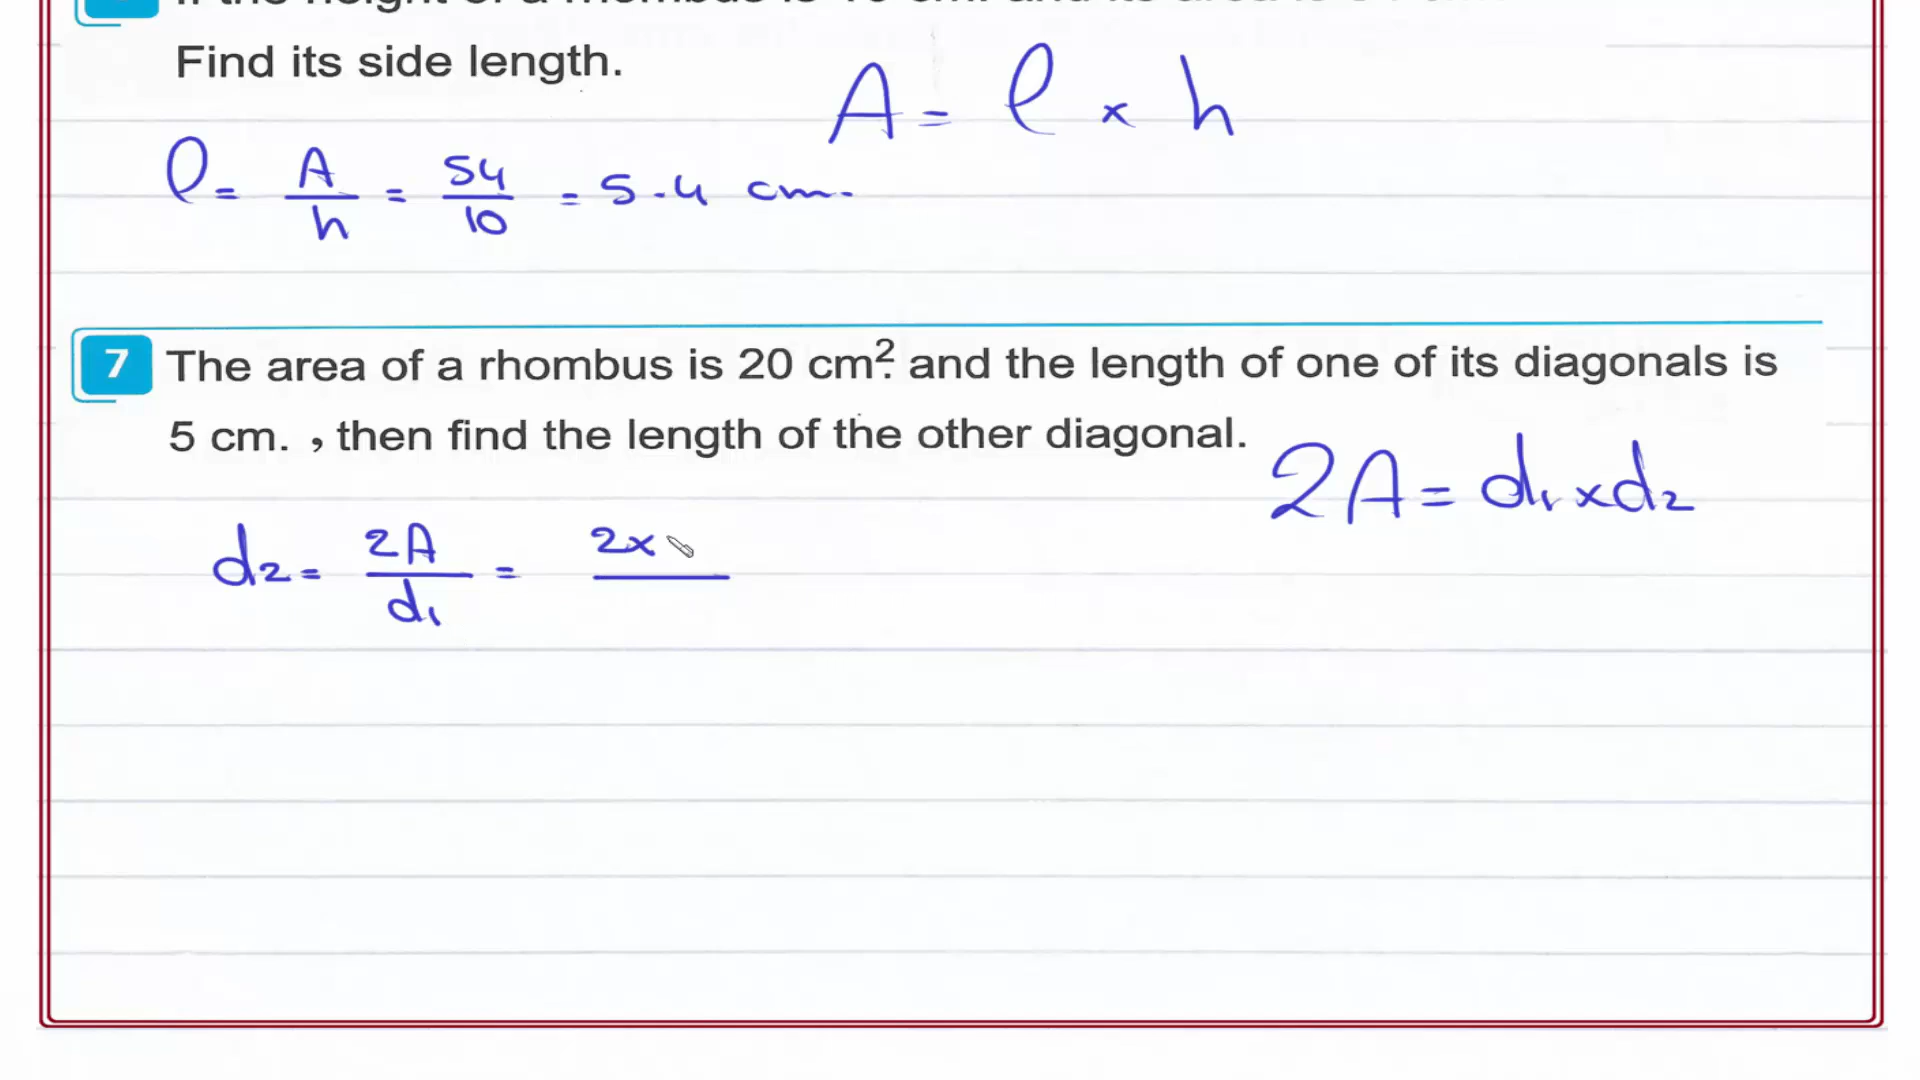 Find its side length.
A = l × h
l = A/h = 54/10 = 5.4 cm.
7 The area of a rhombus is 20 cm². and the length of one of its diagonals is
5 cm. , then find the length of the other diagonal.
2A = d1 × d2
d2 = 2A/d1 = 2×